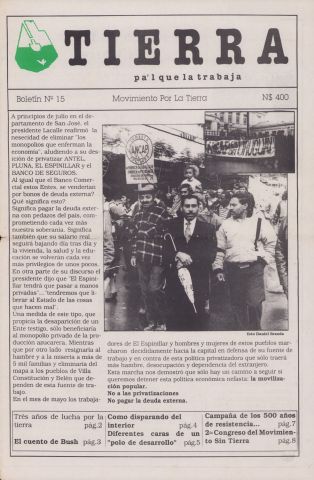 TIERRA
pa'l que la trabaja
Boletín Nº 15
Movimiento Por La Tierra
N$ 400
A principios de julio en el de-
partamento de San José, el pre-
sidente Lacalle reafirmó la
nesecidad de eliminar "los
monopolios que enferman la
economía", aludiendo a su de-
cisión de privatizar ANTEL,
PLUNA, EL ESPINILLAR y el
BANCO DE SEGUROS.
Al igual que el Banco Comer-
cial estos Entes, se venderían
por bonos de deuda externa?
Qué significa esto?
Significa pagar la deuda exter-
na con pedazos del país, com-
prometiendo cada vez más
nuestra soberanía. Significa
también que su salario real
seguirá bajando día tras día y
la vivienda, la salud y la edu-
cación se volverán cada vez
más privilegios de unos pocos.
En otra parte de su discurso el
presidente dijo que "El Espini-
llar tendrá que pasar a manos
privadas"... "tendremos que li-
berar al Estado de las cosas
que hacen mal".
Una medida de este tipo, que
propicia la desaparición de un
Ente testigo, sólo beneficiaría
al monopolio privado de la pro-
ducción azucarera. Mientras
que por otro lado resignaría al
hambre y a la miseria a más de
mil familias y eliminaría del
mapa a los pueblos de Villa
Constitución y Belén que de-
penden de esta fuente de tra-
bajo.
En el mes de mayo los trabaja-
ANCAP
Foto Daniel Stezola
dores de El Espinillar y hombres y mujeres de estos pueblos mar-
charon decididamente hacia la capital en defensa de su fuente de
trabajo y en contra de esta política privatizadora que sólo traerá
más hambre, desocupación y dependencia del extranjero.
Esta marcha nos demostró que sólo hay un camino a seguir si
queremos detener esta política económica nefasta: la moviliza-
ción popular.
No a las privatizaciones
No pagar la deuda externa.
Tres años de lucha por la
tierra pág.2
El cuento de Bush pág.3
Como disparando del
interior pág.4
Diferentes caras de un
"polo de desarrollo" pág.5
Campaña de los 500 años
de resistencia... pág.7
2do Congreso del Movimien-
to Sin Tierra pág.8